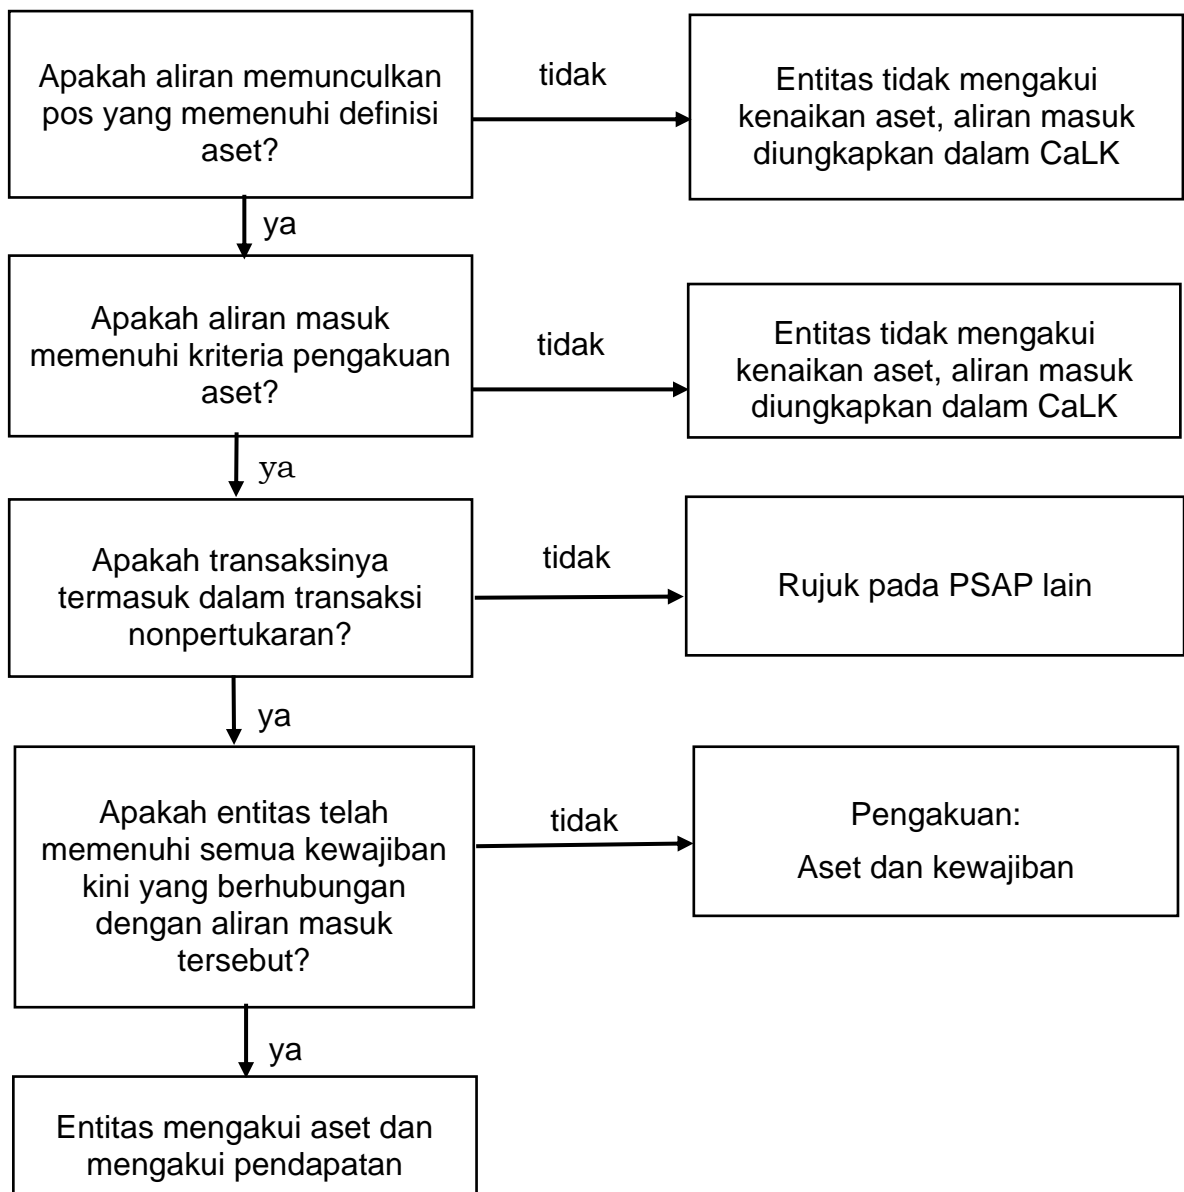 Apakah aliran memunculkan
pos yang memenuhi definisi
aset?
tidak
Entitas tidak mengakui
kenaikan aset, aliran masuk
diungkapkan dalam CaLK
ya
Apakah aliran masuk
memenuhi kriteria pengakuan
aset?
tidak
Entitas tidak mengakui
kenaikan aset, aliran masuk
diungkapkan dalam CaLK
ya
Apakah transaksinya
termasuk dalam transaksi
nonpertukaran?
tidak
Rujuk pada PSAP lain
ya
Apakah entitas telah
memenuhi semua kewajiban
kini yang berhubungan
dengan aliran masuk
tersebut?
tidak
Pengakuan:
Aset dan kewajiban
ya
Entitas mengakui aset dan
mengakui pendapatan